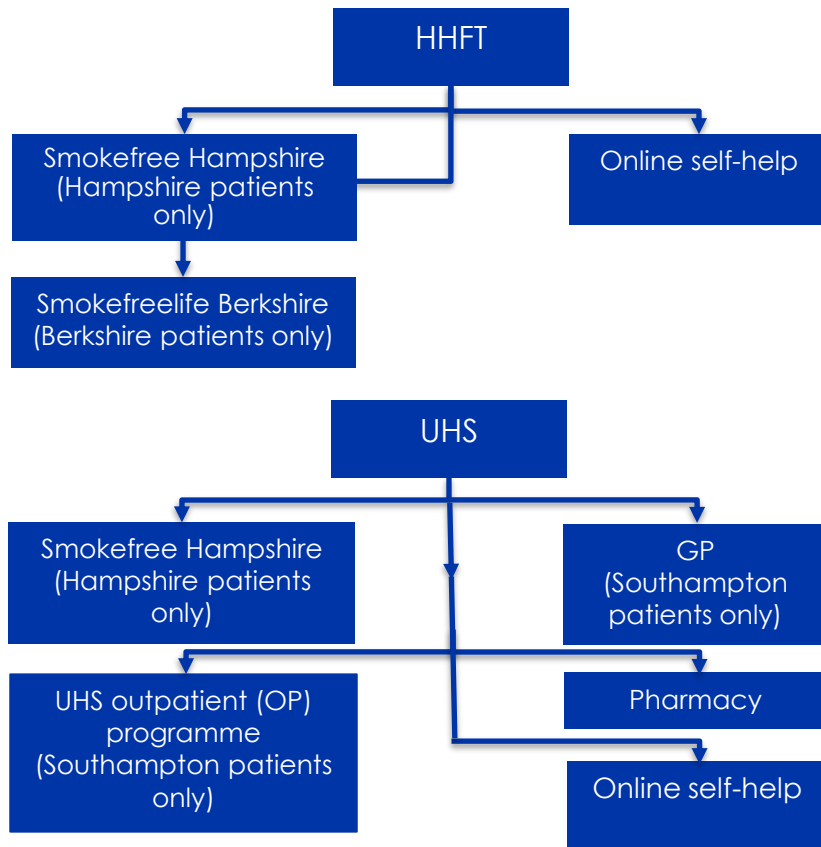 HHFT
Smokefree Hampshire
(Hampshire patients
only)
Online self-help
Smokefreelife Berkshire
(Berkshire patients only)
UHS
Smokefree Hampshire
(Hampshire patients
only)
GP
(Southampton
patients only)
UHS outpatient (OP)
programme
(Southampton patients
only)
Pharmacy
Online self-help